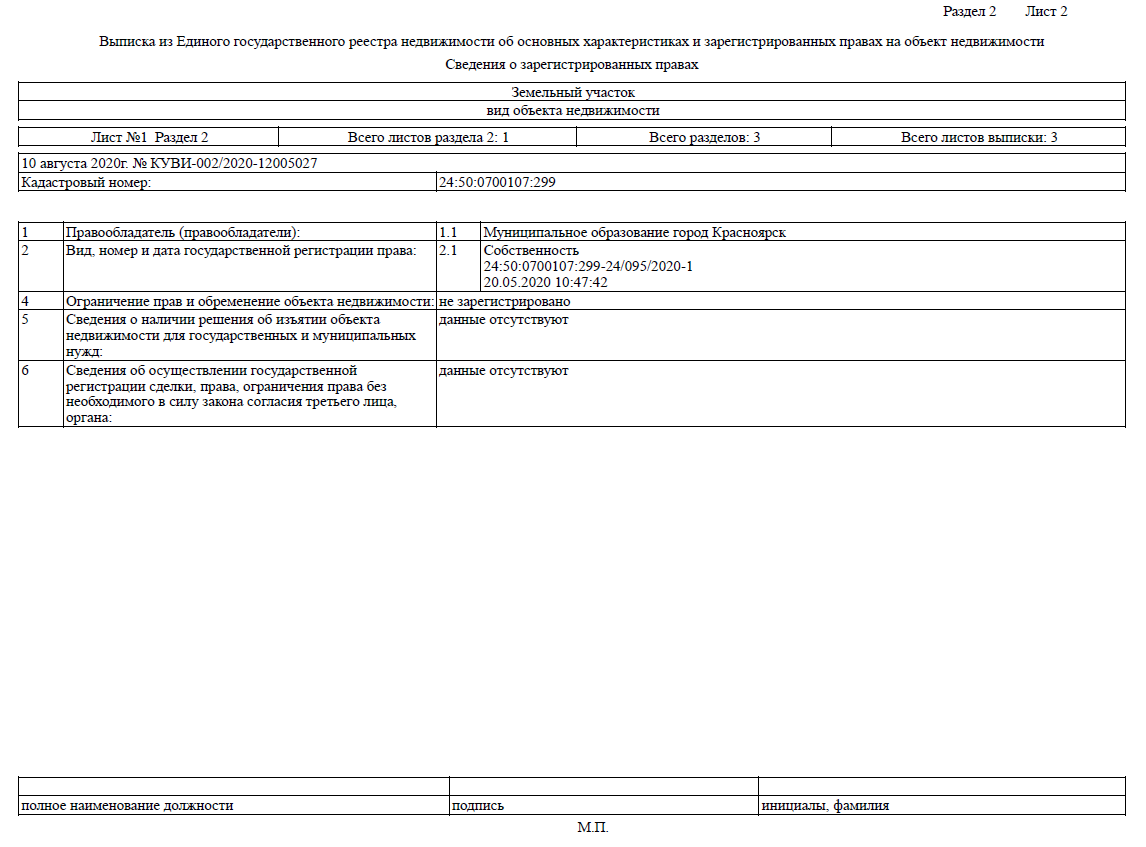 Раздел 2 Лист 2
Выписка из Единого государственного реестра недвижимости об основных характеристиках и зарегистрированных правах на объект недвижимости
Сведения о зарегистрированных правах
Земельный участок
вид объекта недвижимости
Лист №1 Раздел 2 Всего листов раздела 2: 1 Всего разделов: 3 Всего листов выписки: 3
10 августа 2020г. № КУВИ-002/2020-12005027
Кадастровый номер: 24:50:0700107:299
1 Правообладатель (правообладатели): 1.1 Муниципальное образование город Красноярск
2 Вид, номер и дата государственной регистрации права: 2.1 Собственность
24:50:0700107:299-24/095/2020-1
20.05.2020 10:47:42
4 Ограничение прав и обременение объекта недвижимости: не зарегистрировано
5 Сведения о наличии решения об изъятии объекта данные отсутствуют
недвижимости для государственных и муниципальных
нужд:
6 Сведения об осуществлении государственной данные отсутствуют
регистрации сделки, права, ограничения права без
необходимого в силу закона согласия третьего лица,
органа:
полное наименование должности подпись инициалы, фамилия
М.П.